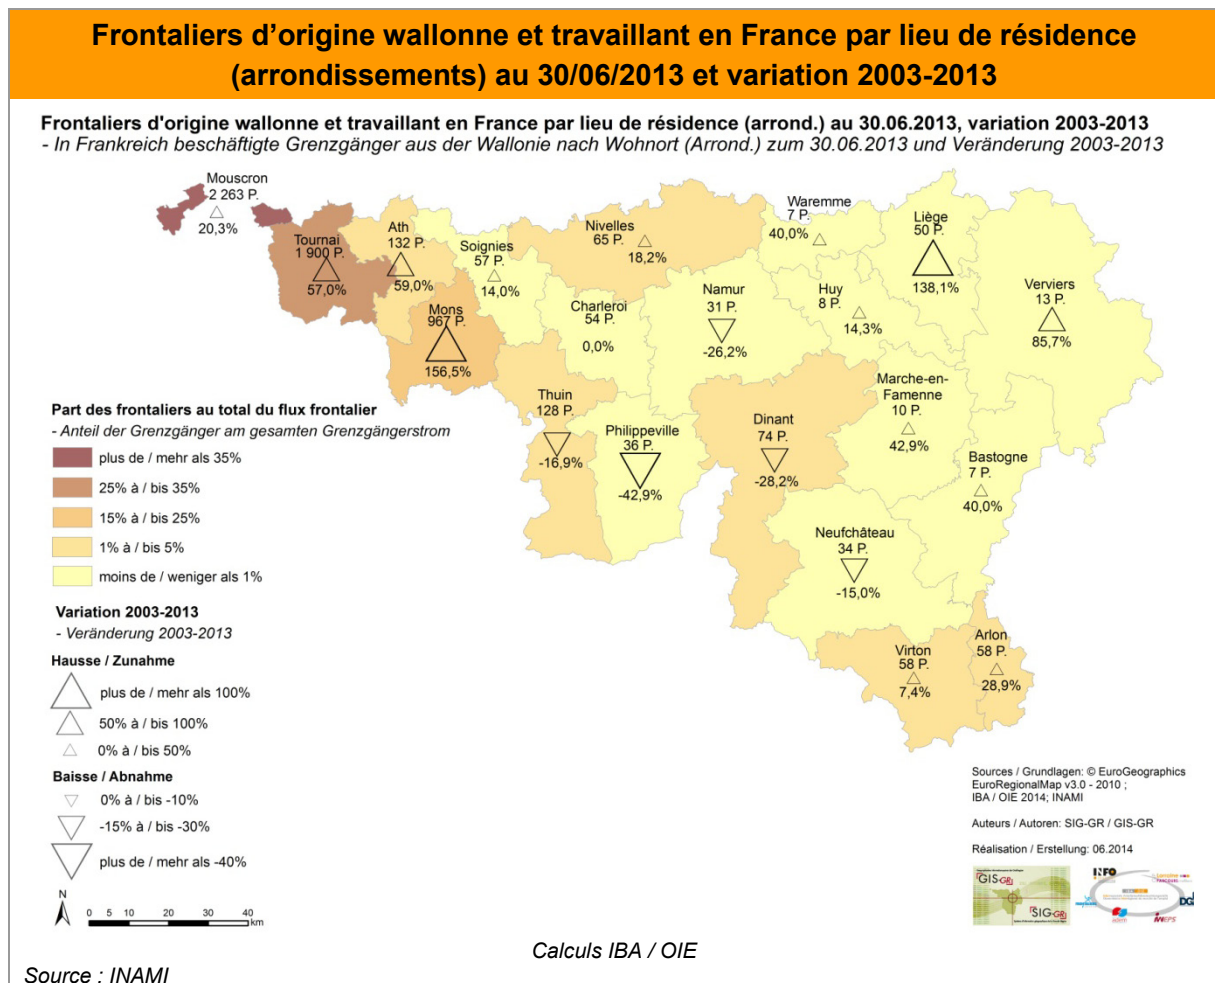 Frontaliers d'origine wallonne et travaillant en France par lieu de résidence
(arrondissements) au 30/06/2013 et variation 2003-2013
Frontaliers d'origine wallonne et travaillant en France par lieu de résidence (arrond.) au 30.06.2013, variation 2003-2013
- In Frankreich beschäftigte Grenzgänger aus der Wallonie nach Wohnort (Arrond.) zum 30.06.2013 und Veränderung 2003-2013
Mouscron
2 263 P.
20,3%
Tournai
1 900 P.
57,0%
Ath
132 P.
59,0%
Mons
967 P.
156,5%
Soignies
57 P.
14,0%
Nivelles
65 P.
18,2%
Charleroi
54 P.
0,0%
Namur
31 P.
-26,2%
Waremme
7 P.
40,0%
Huy
8 P.
14,3%
Liège
50 P.
138,1%
Verviers
13 P.
85,7%
Thuin
128 P.
-16,9%
Philippeville
36 P.
-42,9%
Dinant
74 P.
-28,2%
Marche-en-
Famenne
10 P.
42,9%
Bastogne
7 P.
40,0%
Neufchâteau
34 P.
-15,0%
Virton
58 P.
7,4%
Arlon
58 P.
28,9%
Part des frontaliers au total du flux frontalier
- Anteil der Grenzgänger am gesamten Grenzgängerstrom
plus de / mehr als 35%
25% à / bis 35%
15% à / bis 25%
1% à / bis 5%
moins de / weniger als 1%
Variation 2003-2013
- Veränderung 2003-2013
Hausse / Zunahme
plus de / mehr als 100%
50% à / bis 100%
0% à / bis 50%
Baisse / Abnahme
0% à / bis -10%
-15% à / bis -30%
plus de / mehr als -40%
N
0 5 10 20 30 40
km
Sources / Grundlagen: © EuroGeographics
EuroRegionalMap v3.0 - 2010 ;
IBA / OIE 2014; INAMI
Auteurs / Autoren: SIG-GR / GIS-GR
Réalisation / Erstellung: 06.2014
GIS-GR
SIG-GR
INFO
Calculs IBA / OIE
Source : INAMI